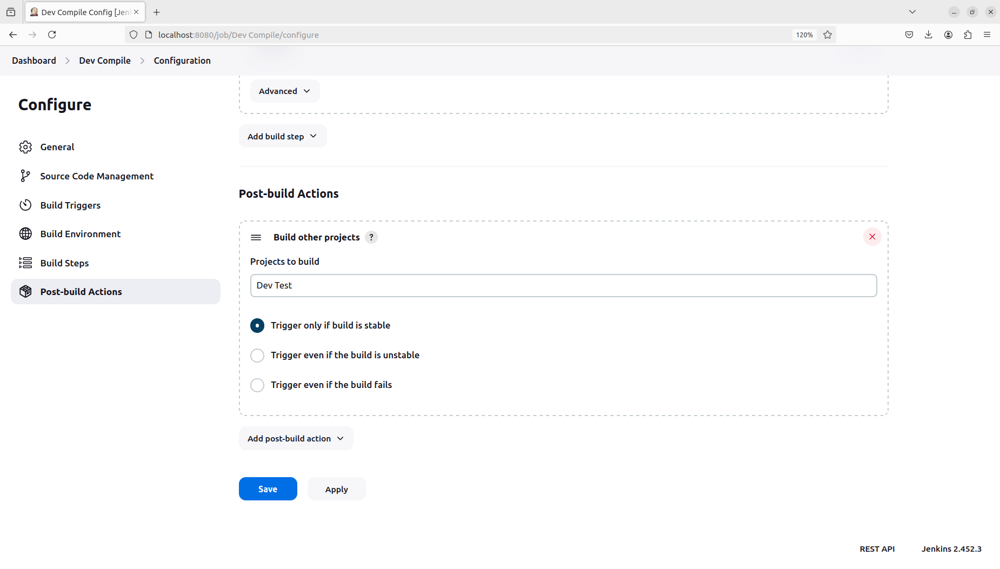 Dev Compile Config [Jen
localhost:8080/job/Dev Compile/configure
120%
Dashboard
Dev Compile
Configuration
Configure
General
Source Code Management
Build Triggers
Build Environment
Build Steps
Post-build Actions
Advanced
Add build step
Post-build Actions
Build other projects ?
Projects to build
Dev Test
Trigger only if build is stable
Trigger even if the build is unstable
Trigger even if the build fails
Add post-build action
Save
Apply
REST API
Jenkins 2.452.3